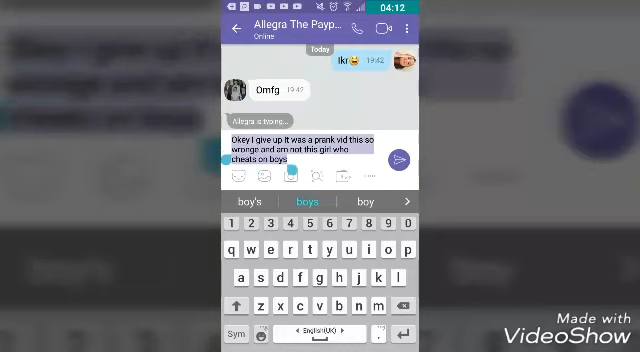 04:12
Allegra The Payp...
Online
Today
Ikr😄 19:42
Omfg 19:42
Allegra is typing...
Okey I give up It was a prank vid this so
wronge and am not this girl who
cheats on boys
boy's boys boy
1 2 3 4 5 6 7 8 9 0
q w e r t y u i o p
a s d f g h j k l
z x c v b n m
Sym English(UK) .
Made with
VideoShow